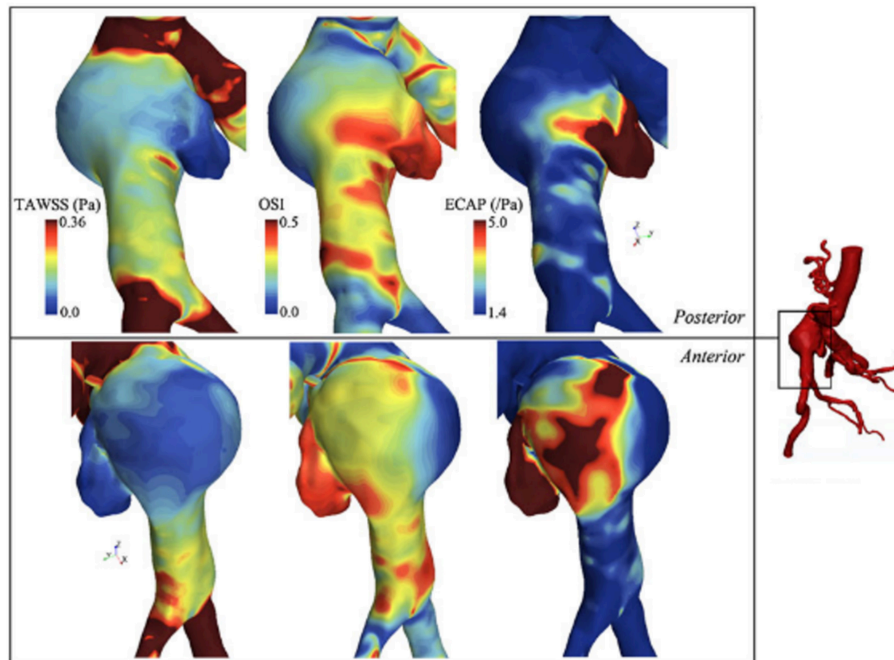 TAWSS (Pa)
0.36
0.0
OSI
0.5
0.0
ECAP (/Pa)
5.0
1.4
Posterior
Anterior